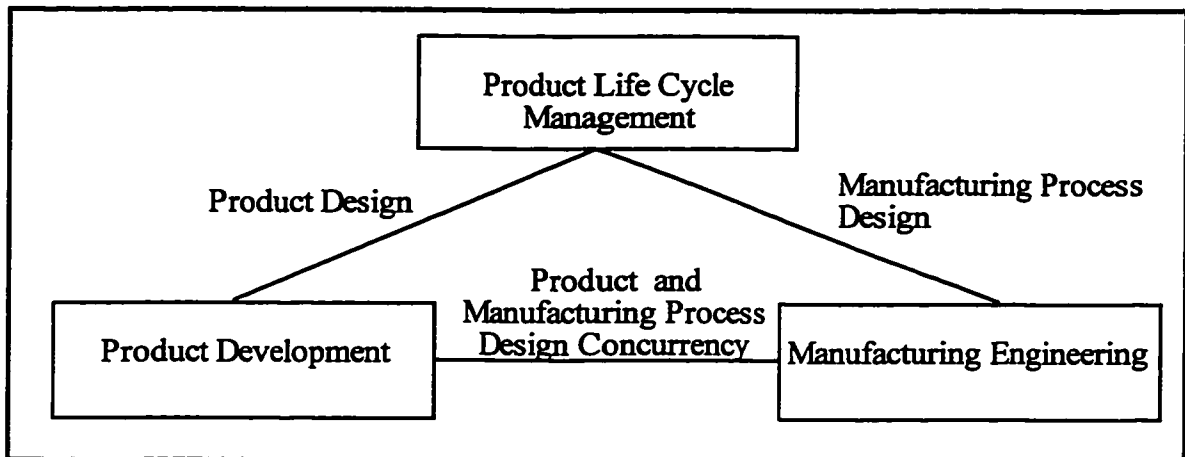 Product Life Cycle
Management
Product Design
Manufacturing Process
Design
Product and
Manufacturing Process
Design Concurrency
Product Development
Manufacturing Engineering